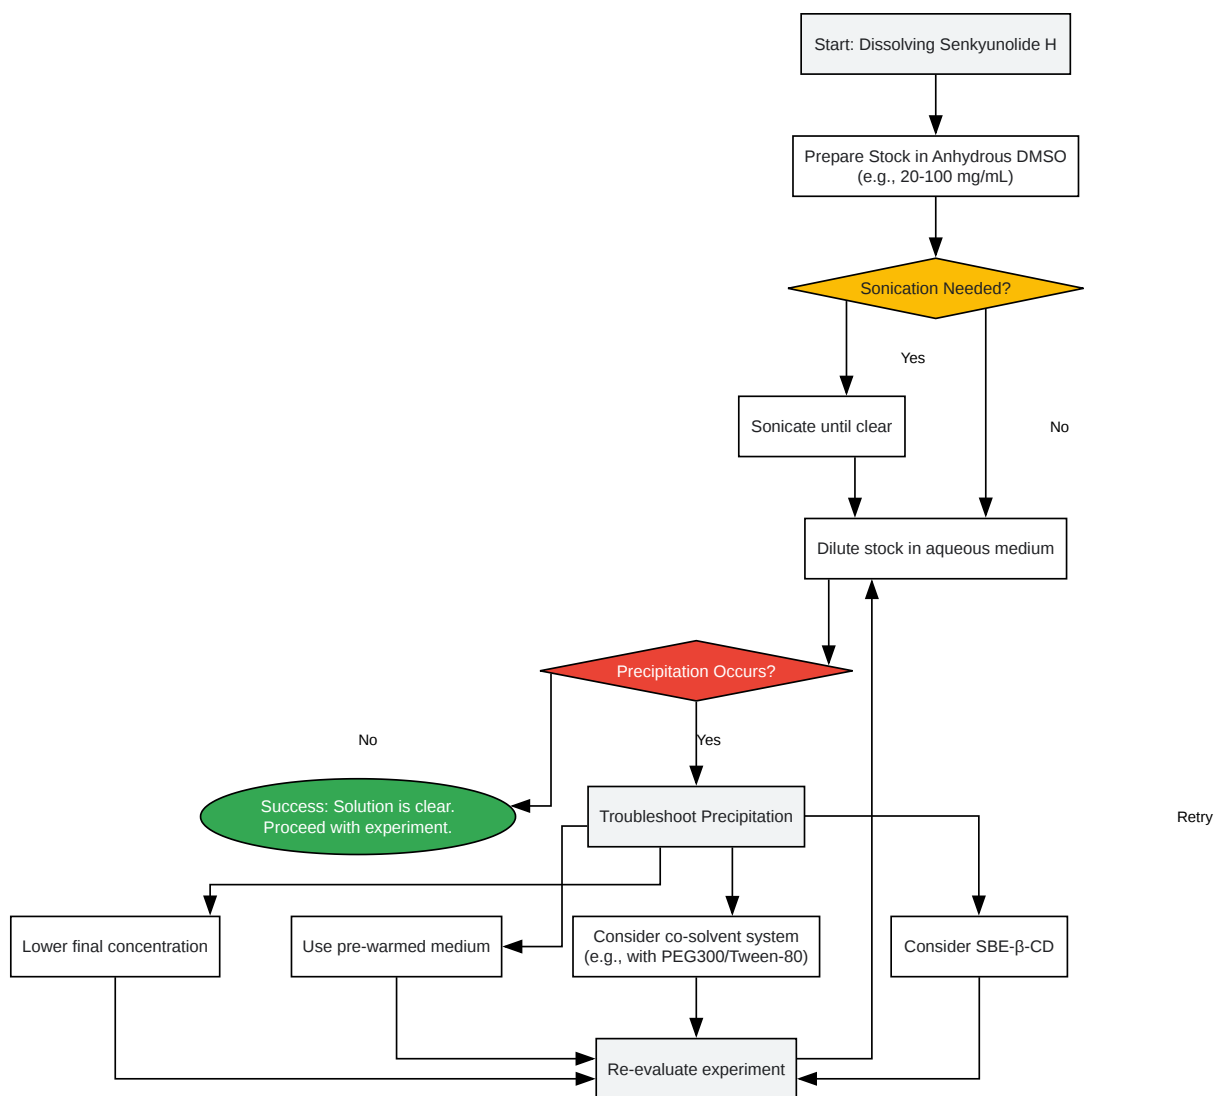 Start: Dissolving Senkyunolide H
Prepare Stock in Anhydrous DMSO
(e.g., 20-100 mg/mL)
Sonication Needed?
Yes
Sonicate until clear
No
Dilute stock in aqueous medium
Precipitation Occurs?
No
Yes
Success: Solution is clear.
Proceed with experiment.
Troubleshoot Precipitation
Retry
Lower final concentration
Use pre-warmed medium
Consider co-solvent system
(e.g., with PEG300/Tween-80)
Consider SBE-β-CD
Re-evaluate experiment